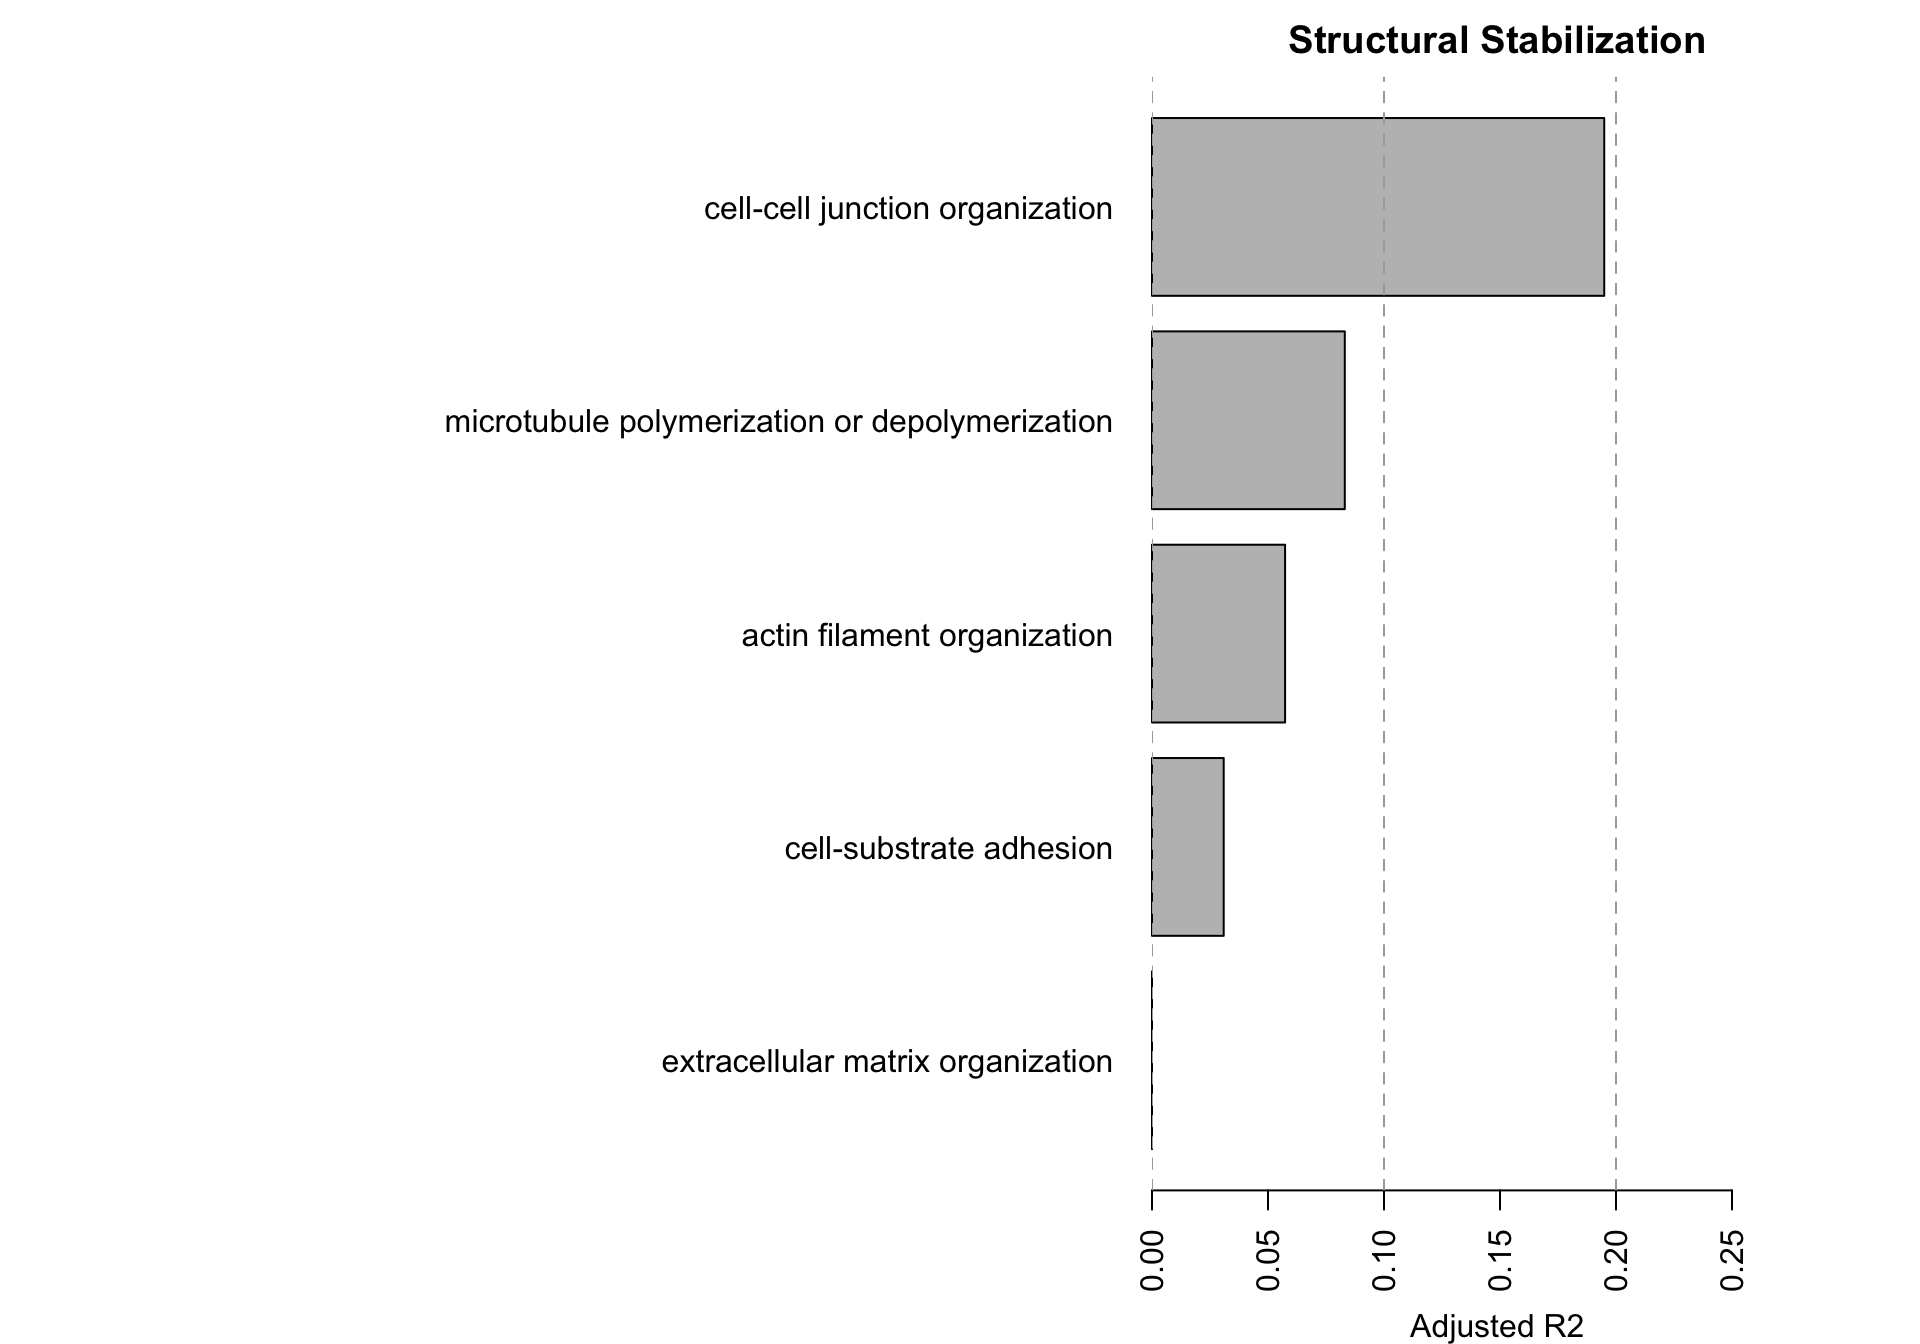 Structural Stabilization
cell-cell junction organization
microtubule polymerization or depolymerization
actin filament organization
cell-substrate adhesion
extracellular matrix organization
0.00
0.05
0.10
0.15
0.20
0.25
Adjusted R2